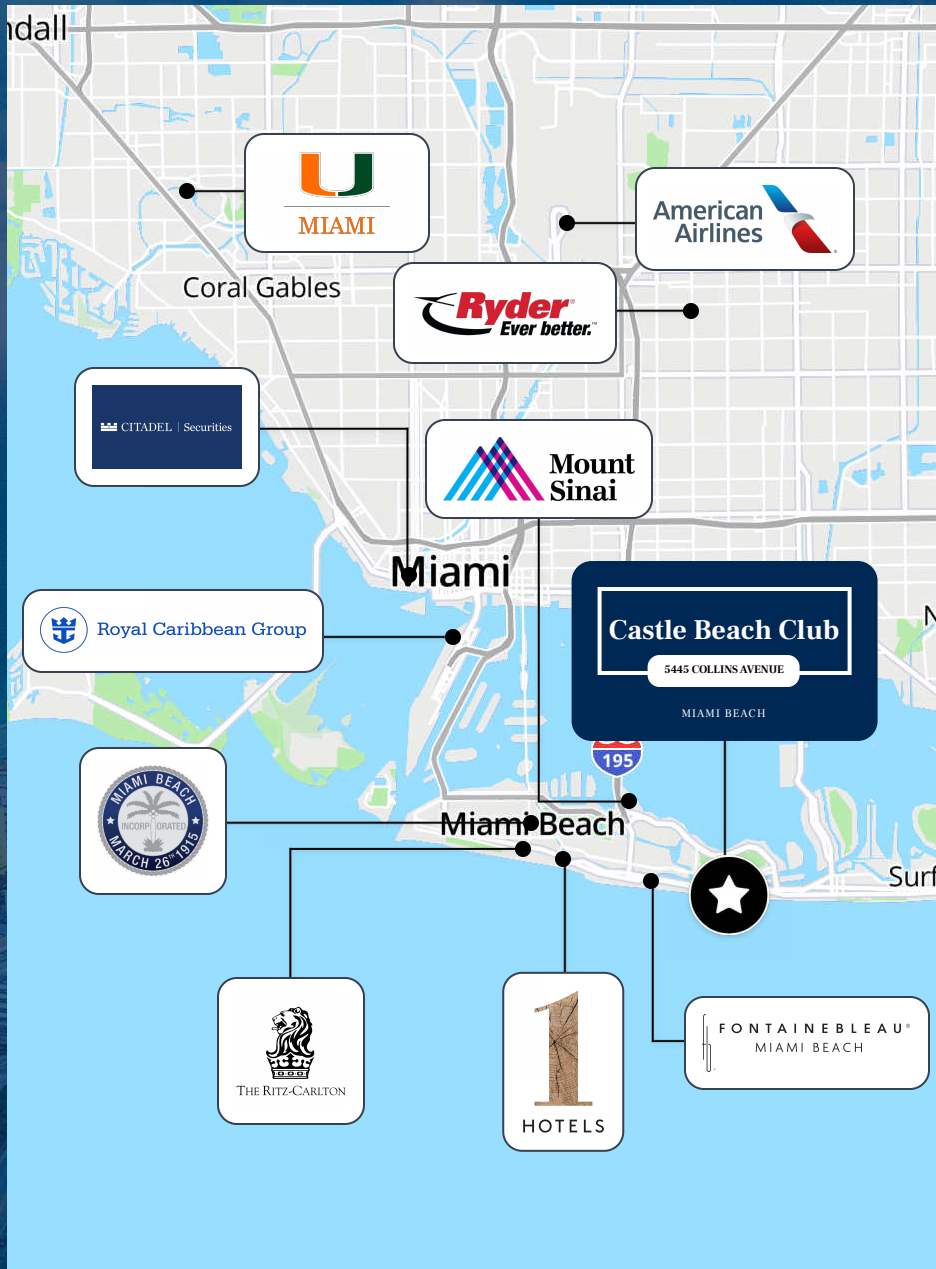 ndall
U
MIAMI
American
Airlines
Coral Gables
Ryder®
Ever better.™
CITADEL | Securities
Mount
Sinai
Miami
Royal Caribbean Group
Castle Beach Club
5445 COLLINS AVENUE
MIAMI BEACH
N
195
MIAMI BEACH
INCORPORATED
MARCH 26TH 1915
Miami Beach
Surf
THE RITZ-CARLTON
1
HOTELS
FONTAINEBLEAU®
MIAMI BEACH